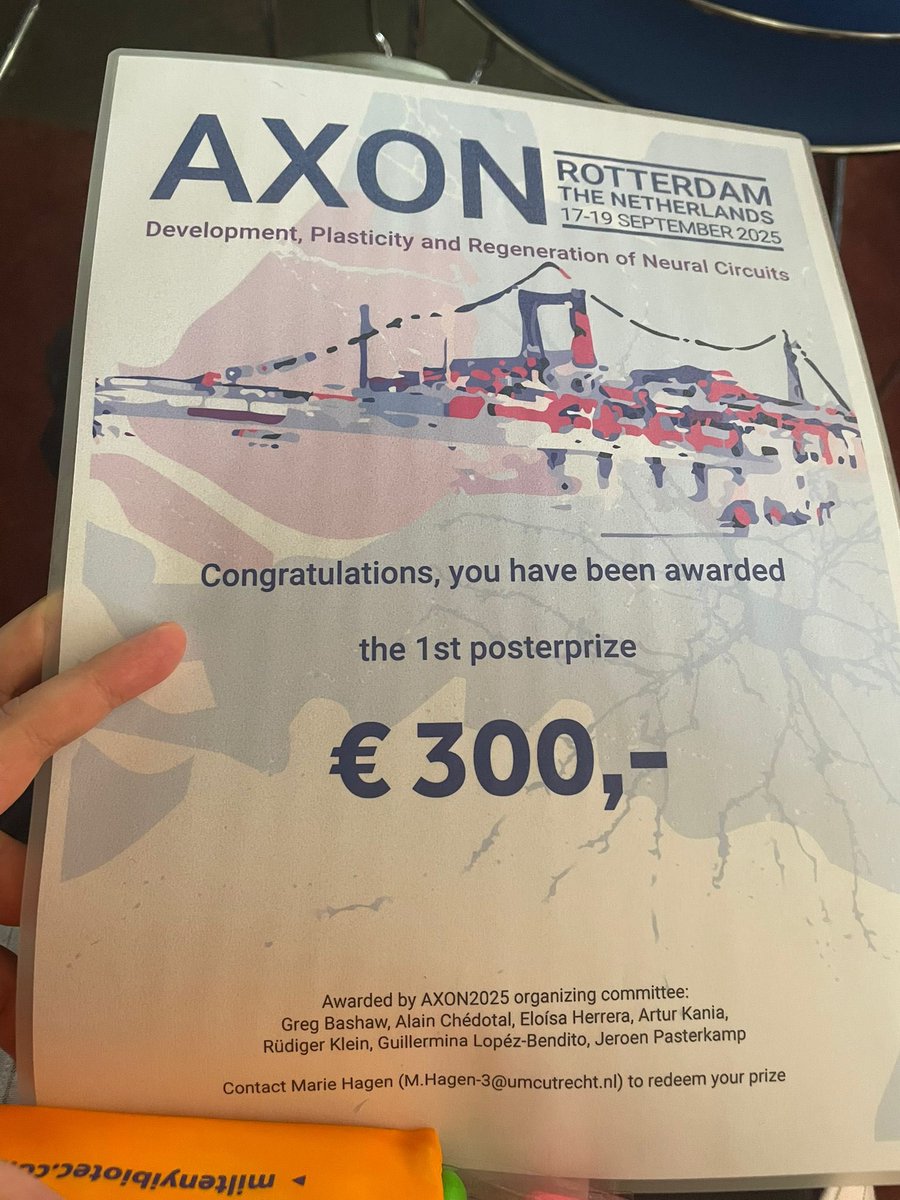 AXON
ROTTERDAM
THE NETHERLANDS
17-19 SEPTEMBER 2025
Development, Plasticity and Regeneration of Neural Circuits
Congratulations, you have been awarded
the 1st posterprize
€ 300,-
Awarded by AXON2025 organizing committee:
Greg Bashaw, Alain Chédotal, Eloísa Herrera, Artur Kania,
Rüdiger Klein, Guillermina Lopéz-Bendito, Jeroen Pasterkamp
Contact Marie Hagen (M.Hagen-3@umcutrecht.nl) to redeem your prize
miltenyibiotec.co